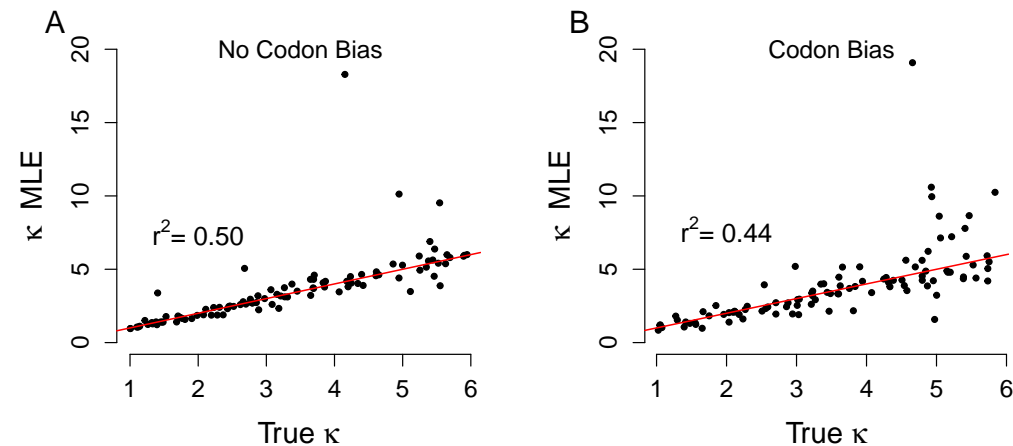 A
No Codon Bias
20
15
10
5
0
κ MLE
r²= 0.50
1 2 3 4 5 6
True κ
B
Codon Bias
20
15
10
5
0
κ MLE
r²= 0.44
1 2 3 4 5 6
True κ